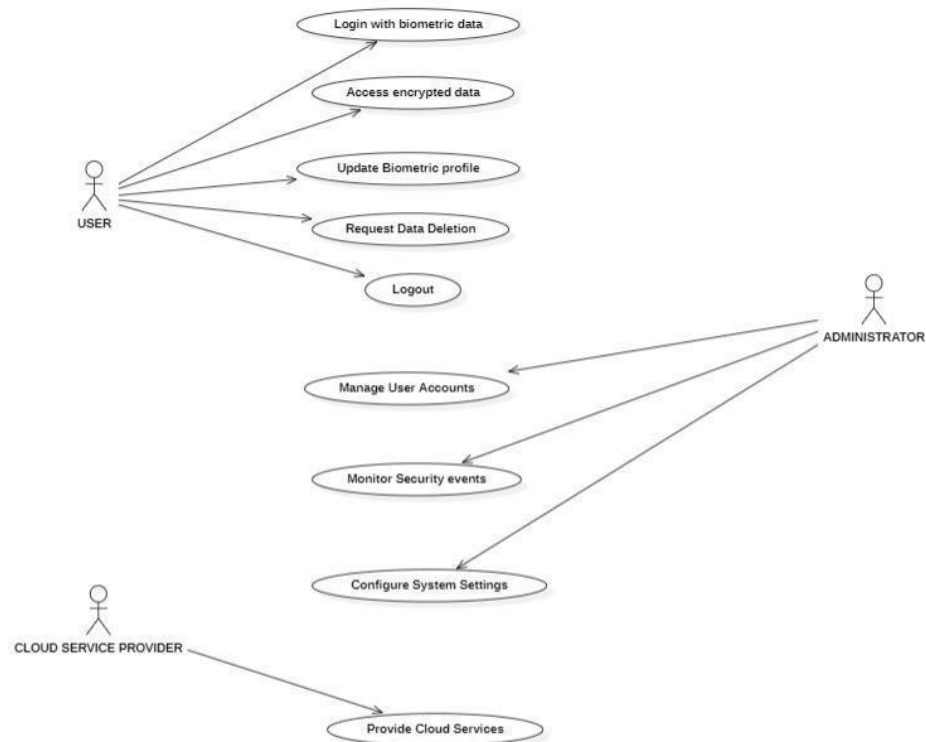 Login with biometric data
Access encrypted data
Update Biometric profile
USER
Request Data Deletion
Logout
ADMINISTRATOR
Manage User Accounts
Monitor Security events
Configure System Settings
CLOUD SERVICE PROVIDER
Provide Cloud Services